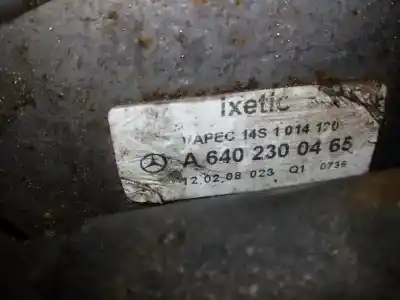 ixetic
VAPEC 14S 1 014 120
A 640 230 04 65
12.02.08 023 Q1 0736